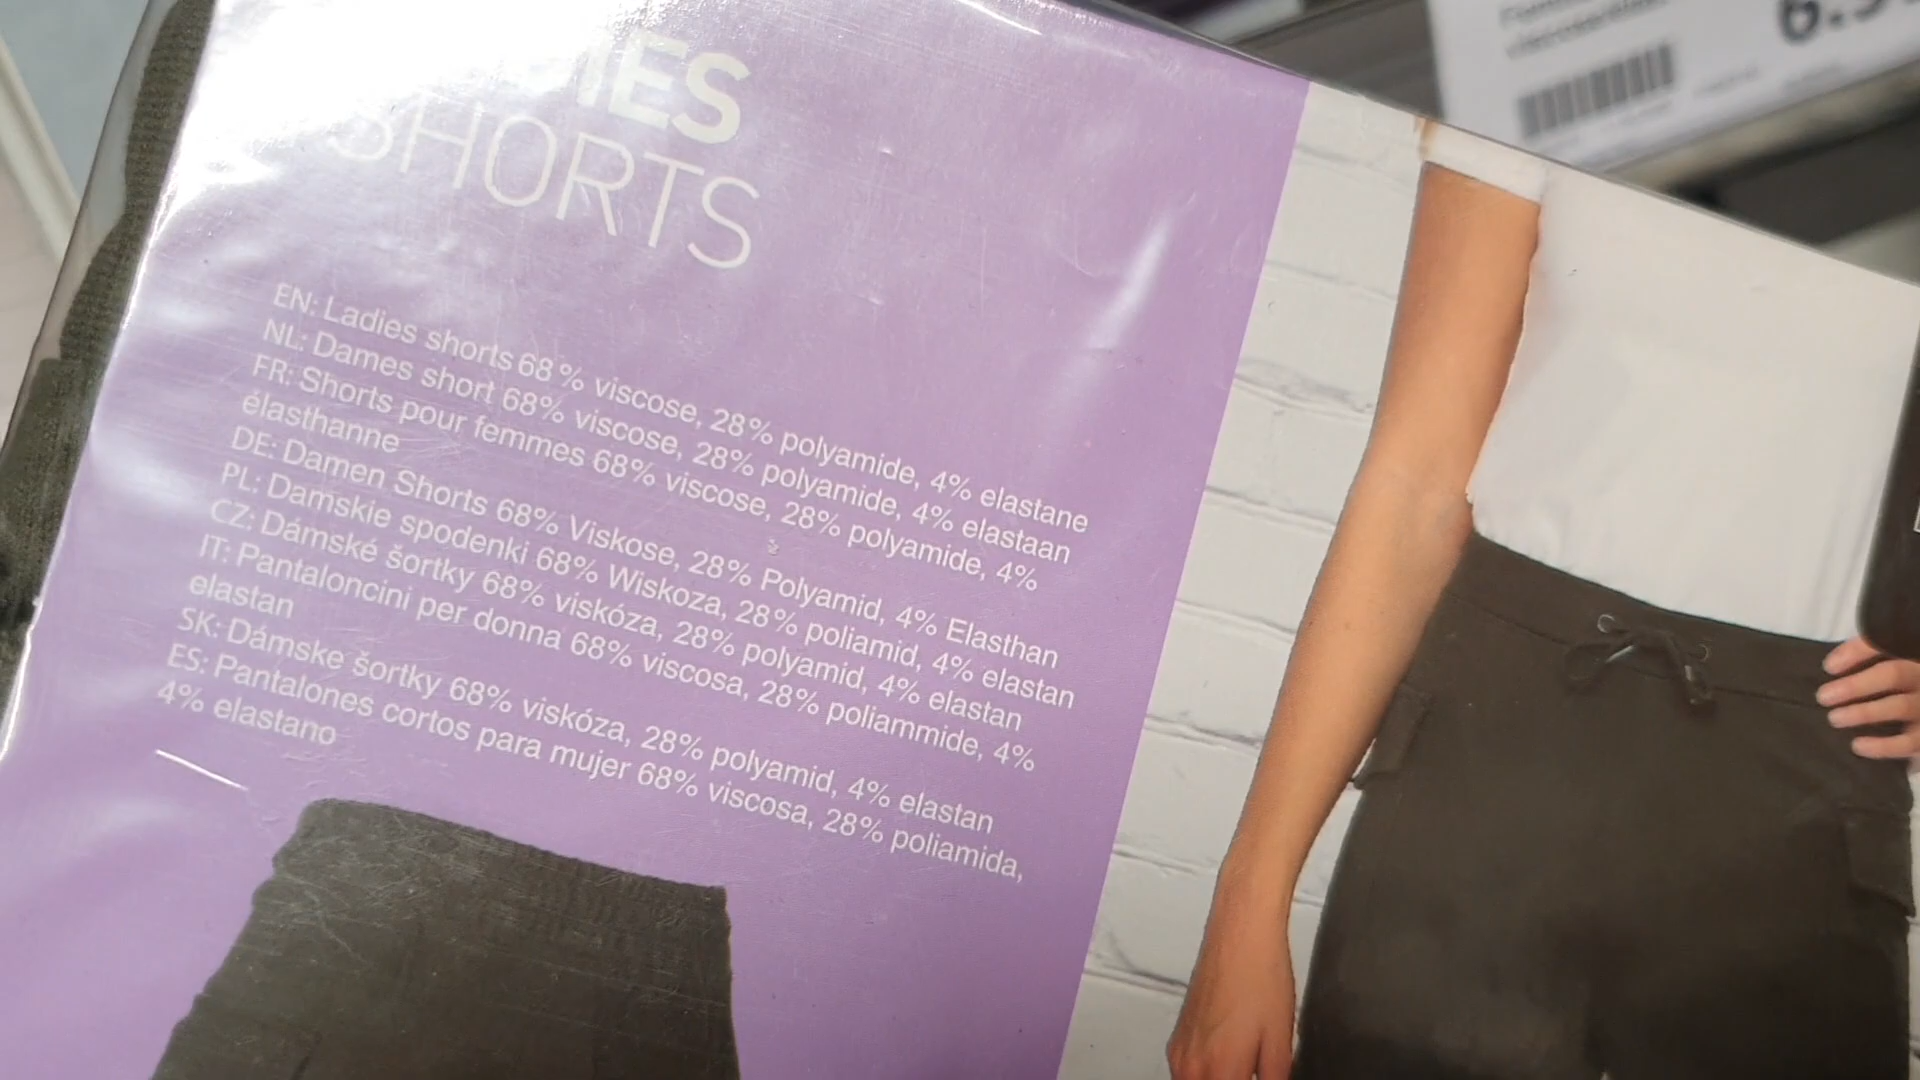 IES
SHORTS
EN: Ladies shorts 68% viscose, 28% polyamide, 4% elastane
NL: Dames short 68% viscose, 28% polyamide, 4% elastaan
FR: Shorts pour femmes 68% viscose, 28% polyamide, 4%
élasthanne
DE: Damen Shorts 68% Viskose, 28% Polyamid, 4% Elasthan
PL: Damskie spodenki 68% Wiskoza, 28% poliamid, 4% elastan
CZ: Dámské šortky 68% viskóza, 28% polyamid, 4% elastan
IT: Pantaloncini per donna 68% viscosa, 28% poliammide, 4%
elastan
SK: Dámske šortky 68% viskóza, 28% polyamid, 4% elastan
ES: Pantalones cortos para mujer 68% viscosa, 28% poliamida,
4% elastano